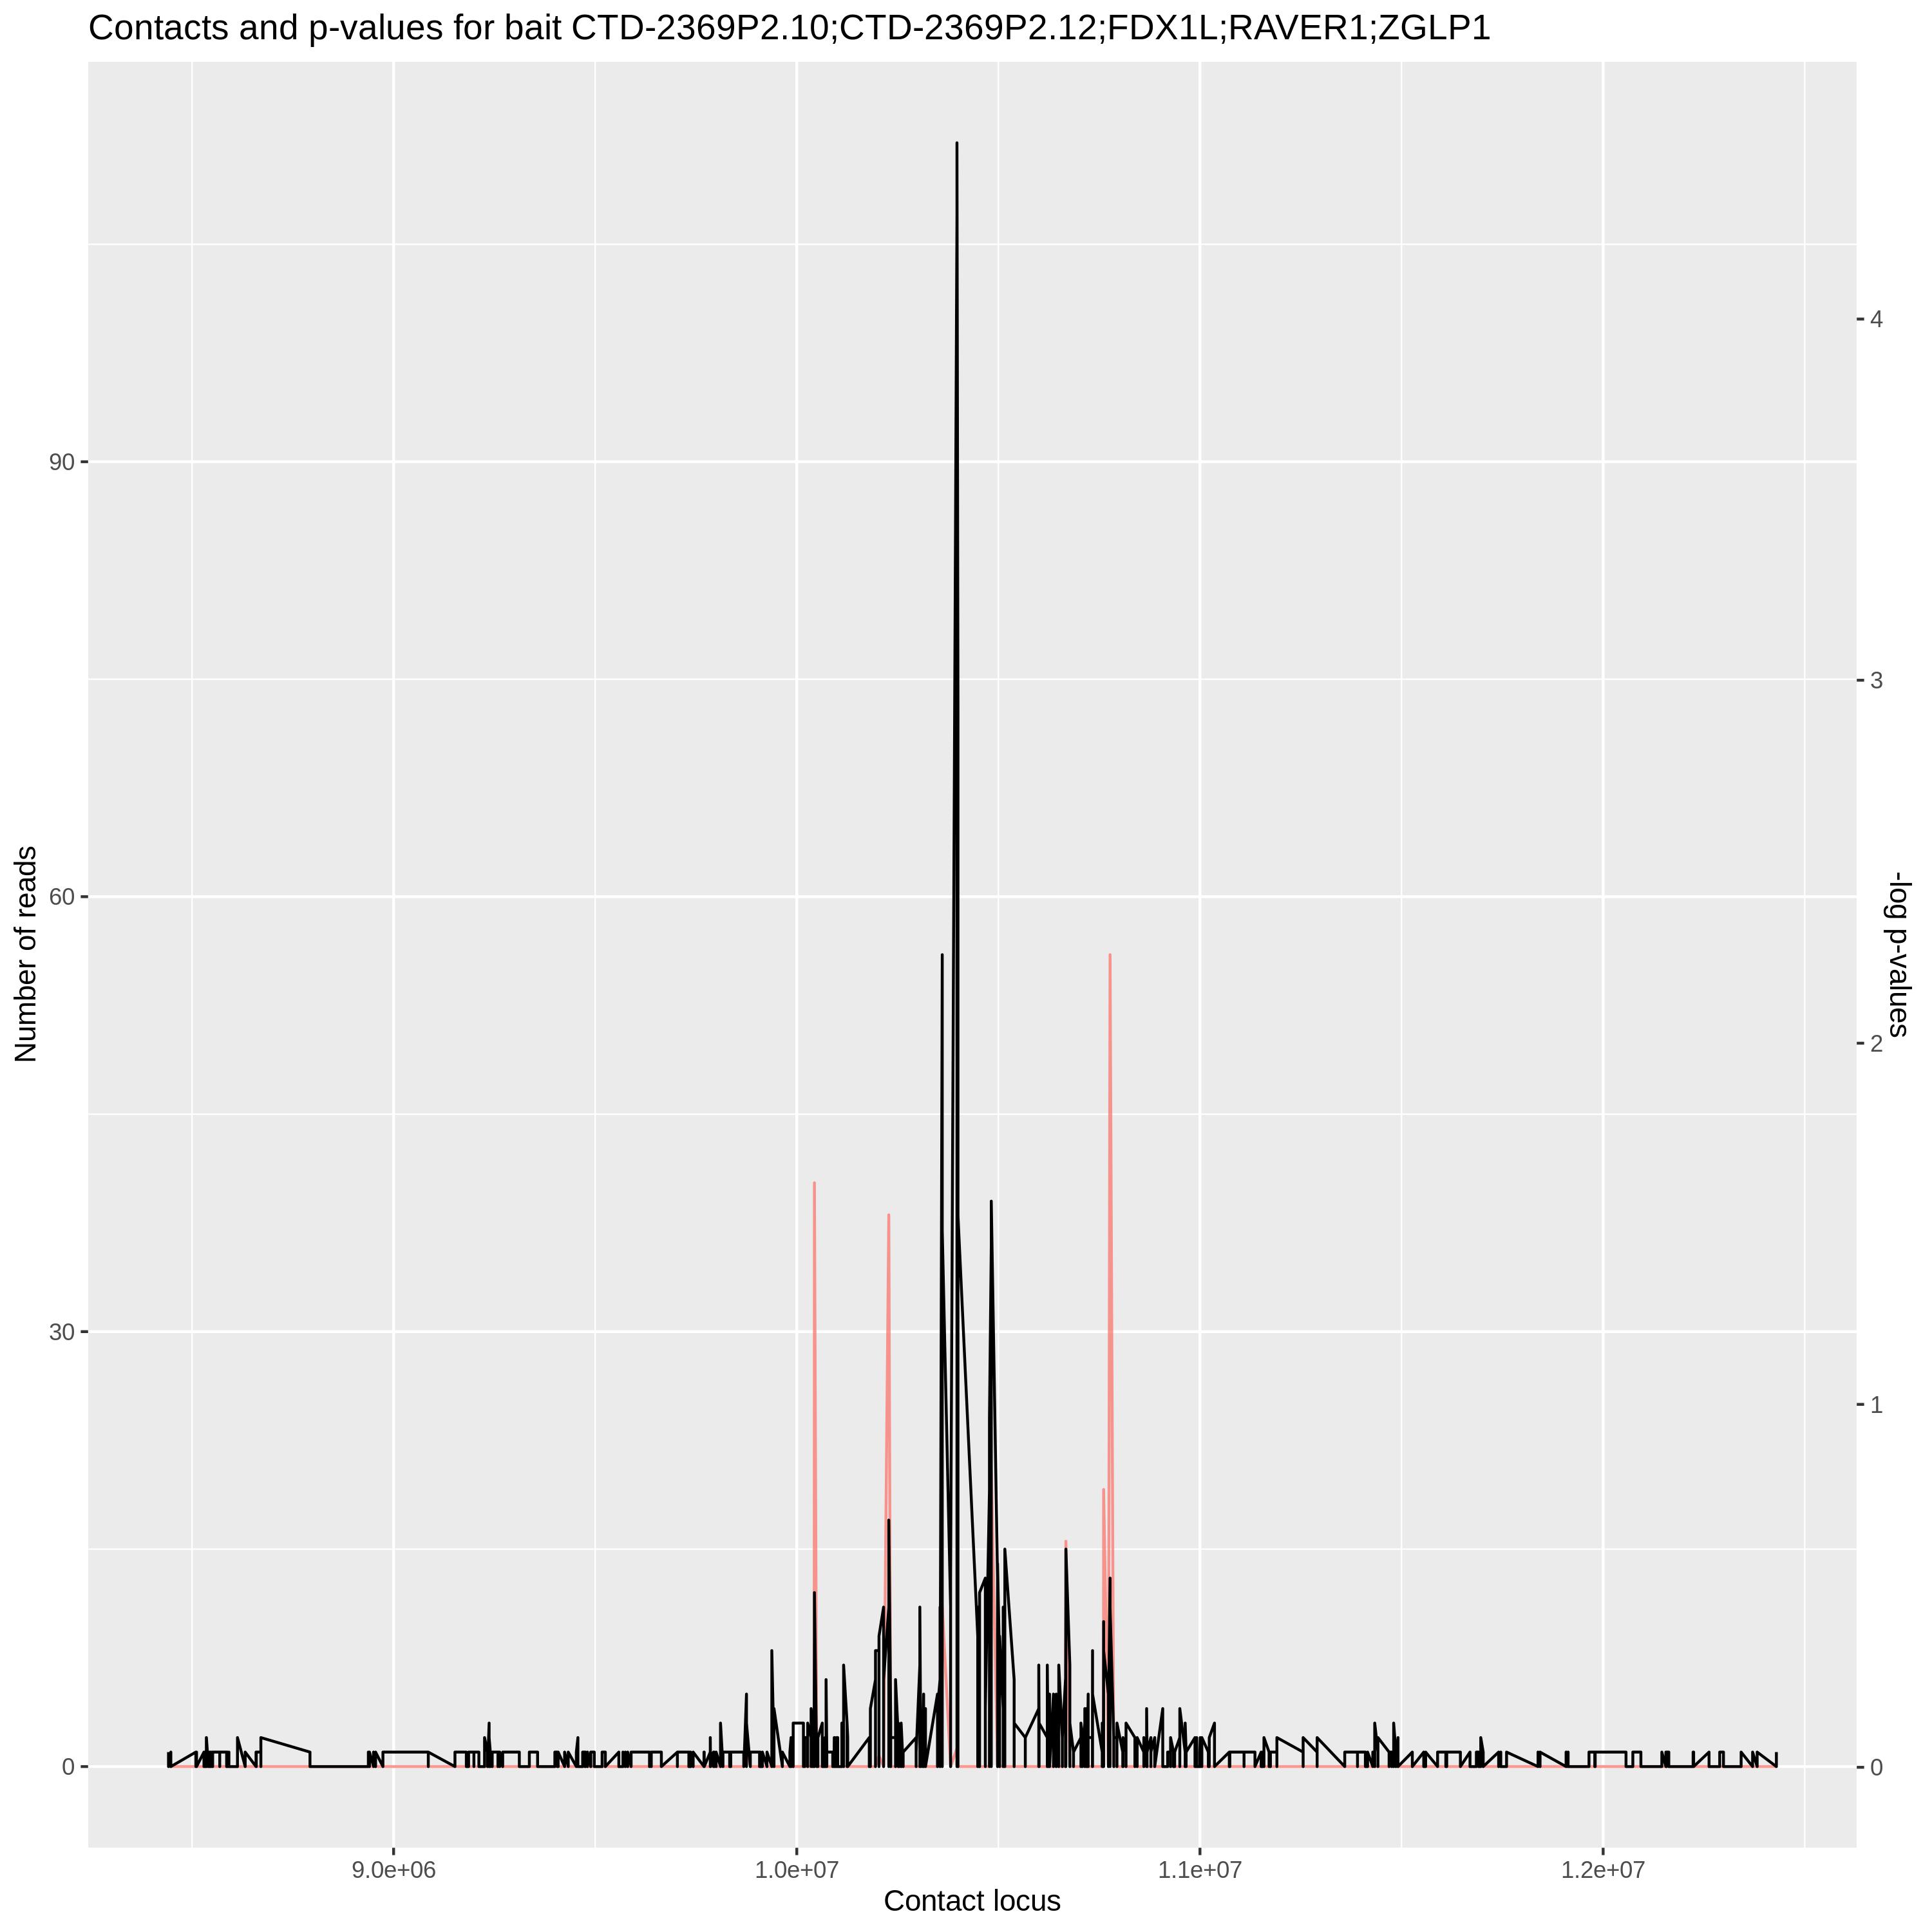 Contacts and p-values for bait CTD-2369P2.10;CTD-2369P2.12;FDX1L;RAVER1;ZGLP1
Number of reads
90
60
30
0
4
3
2
1
0
-log p-values
9.0e+06
1.0e+07
1.1e+07
1.2e+07
Contact locus